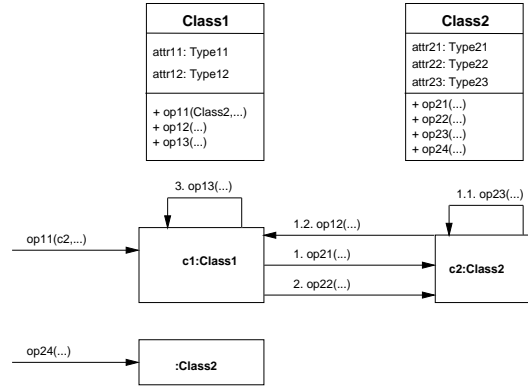 Class1
attr11: Type11
attr12: Type12
+ op11(Class2,...)
+ op12(...)
+ op13(...)
Class2
attr21: Type21
attr22: Type22
attr23: Type23
+ op21(...)
+ op22(...)
+ op23(...)
+ op24(...)
3. op13(...)
1.1. op23(...)
1.2. op12(...)
op11(c2,...)
c1:Class1
1. op21(...)
c2:Class2
2. op22(...)
op24(...)
:Class2